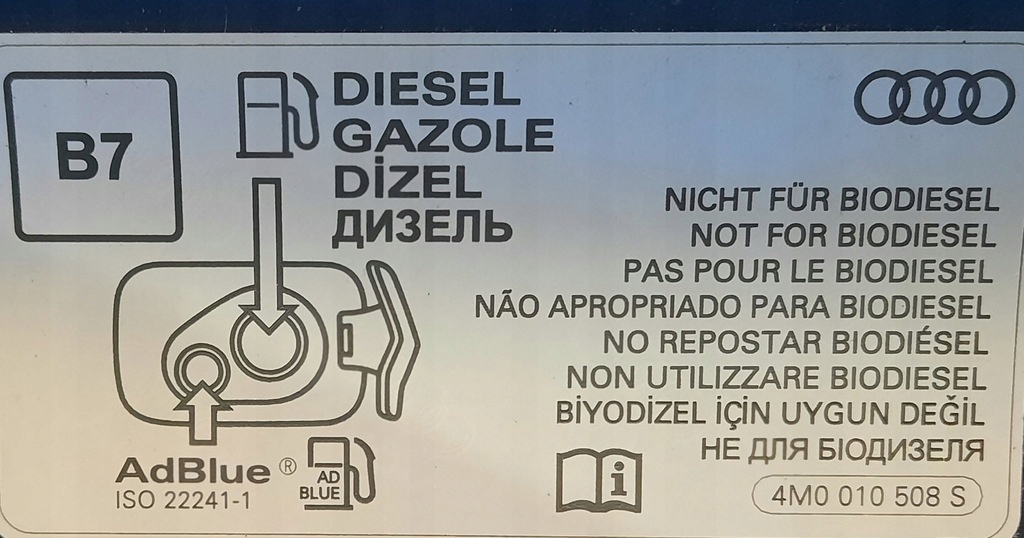 B7
DIESEL
GAZOLE
DİZEL
ДИЗЕЛЬ
NICHT FÜR BIODIESEL
NOT FOR BIODIESEL
PAS POUR LE BIODIESEL
NÃO APROPRIADO PARA BIODIESEL
NO REPOSTAR BIODIÉSEL
NON UTILIZZARE BIODIESEL
BİYODİZEL İÇİN UYGUN DEĞİL
НЕ ДЛЯ БІОДИЗЕЛЯ
AdBlue®
ISO 22241-1
AD
BLUE
i
4M0 010 508 S